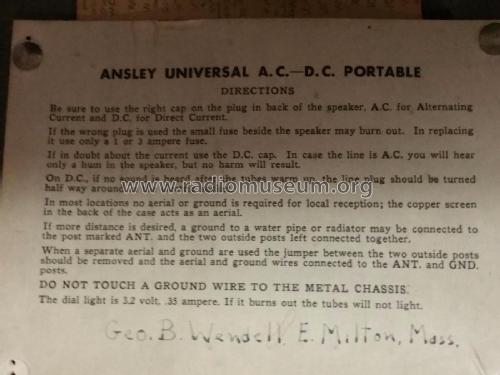 ANSLEY UNIVERSAL A.C.—D.C. PORTABLE
DIRECTIONS
Be sure to use the right cap on the plug in back of the speaker, A.C. for Alternating
Current and D.C. for Direct Current.
If the wrong plug is used the small fuse beside the speaker may burn out. In replacing
it use only a 1 or 3 ampere fuse.
If in doubt about the current use the D.C. cap. In case the line is A.C. you will hear
only a hum in the speaker, but no harm will result.
On D.C., if no sound is heard after the tubes warm up, the line plug should be turned
half way around
www.radiomuseum.org
In most locations no aerial or ground is required for local reception; the copper screen
in the back of the case acts as an aerial.
If more distance is desired, a ground to a water pipe or radiator may be connected to
the post marked ANT. and the two outside posts left connected together.
When a separate aerial and ground are used the jumper between the two outside posts
should be removed and the aerial and ground wires connected to the ANT. and GND.
posts.
DO NOT TOUCH A GROUND WIRE TO THE METAL CHASSIS.
The dial light is 3.2 volt, .35 ampere. If it burns out the tubes will not light.
Geo. B. Wendell, E. Milton, Mass.